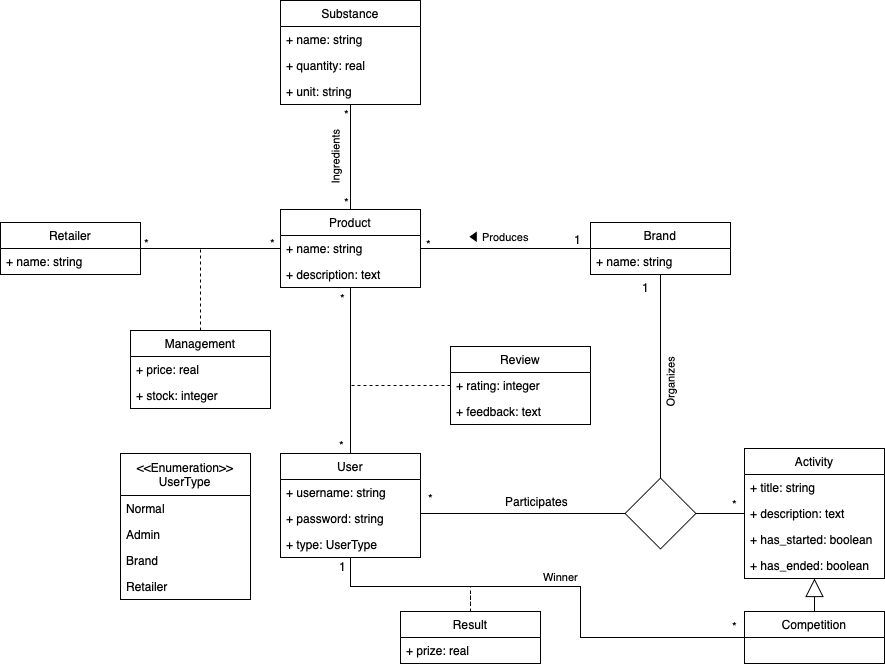 Substance
+ name: string
+ quantity: real
+ unit: string
*
Ingredients
*
Retailer
+ name: string
*
*
Product
+ name: string
+ description: text
*
◀ Produces
1
Brand
+ name: string
*
1
Management
+ price: real
+ stock: integer
Review
+ rating: integer
+ feedback: text
Organizes
*
<<Enumeration>>
UserType
Normal
Admin
Brand
Retailer
User
+ username: string
+ password: string
+ type: UserType
*
Participates
*
Activity
+ title: string
+ description: text
+ has_started: boolean
+ has_ended: boolean
1
Winner
*
Result
+ prize: real
Competition